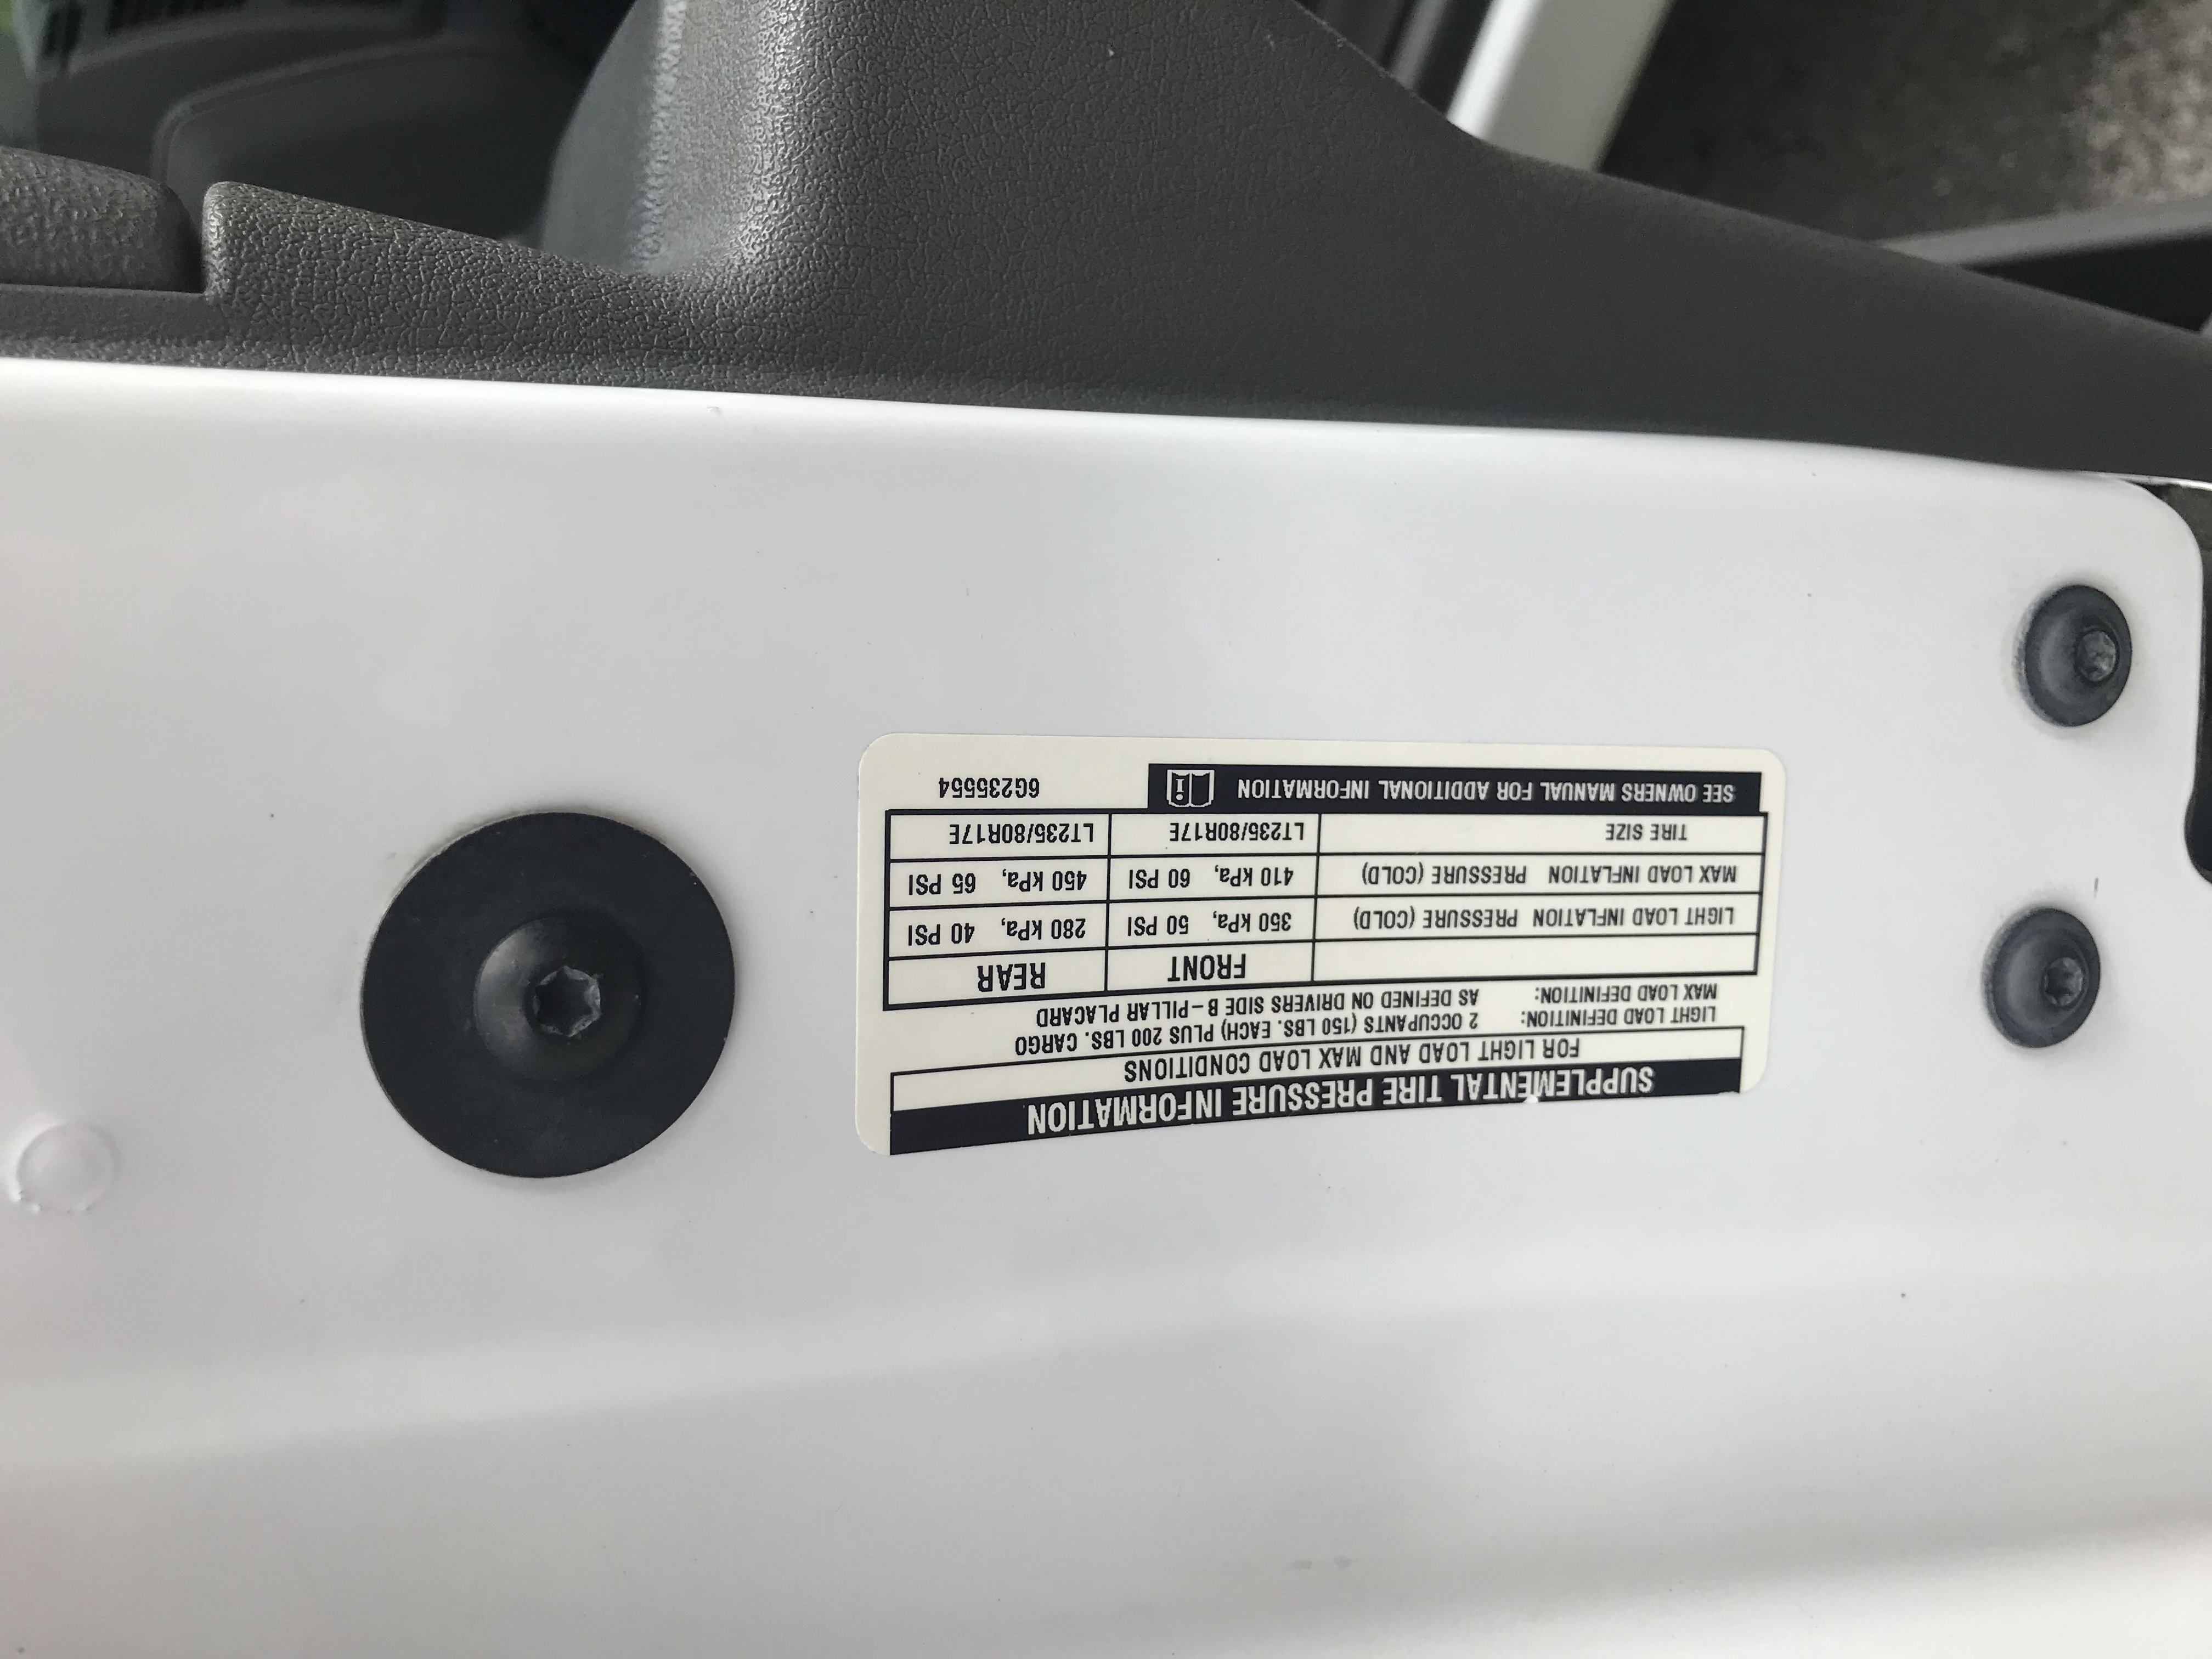 SUPPLEMENTAL TIRE PRESSURE INFORMATION
FOR LIGHT LOAD AND MAX LOAD CONDITIONS
LIGHT LOAD DEFINITION: 2 OCCUPANTS (150 LBS. EACH) PLUS 200 LBS. CARGO
MAX LOAD DEFINITION: AS DEFINED ON DRIVERS SIDE B-PILLAR PLACARD
FRONT REAR
LIGHT LOAD INFLATION PRESSURE (COLD) 350 kPa, 50 PSI 280 kPa, 40 PSI
MAX LOAD INFLATION PRESSURE (COLD) 410 kPa, 60 PSI 450 kPa, 65 PSI
TIRE SIZE LT235/80R17E LT235/80R17E
SEE OWNERS MANUAL FOR ADDITIONAL INFORMATION i 6G235554